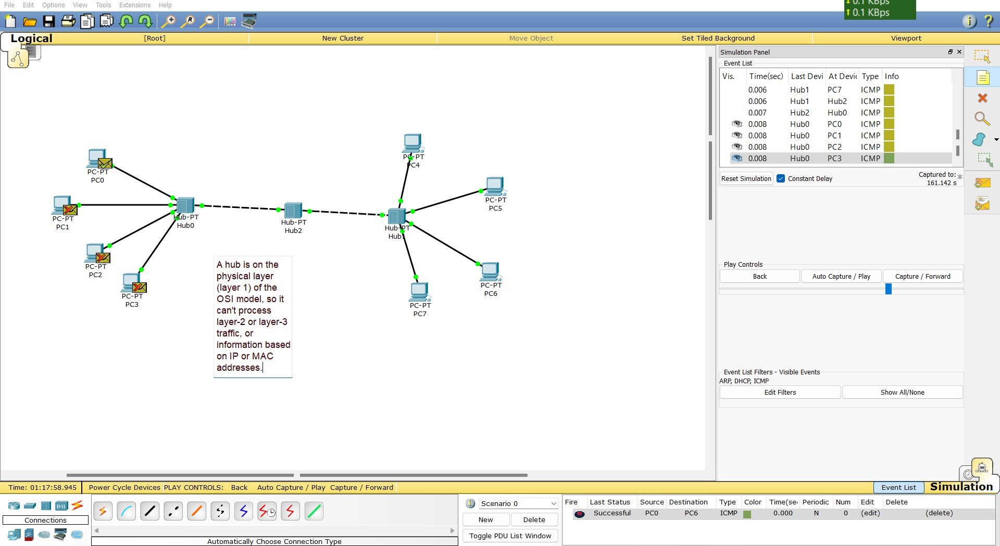 0.1 KBps
File Edit Options View Tools Extensions Help
0.1 KBps
Logical [Root] New Cluster Move Object Set Tiled Background Viewport
Simulation Panel
Event List
Vis. Time(sec) Last Devi At Devic Type Info
0.006 Hub1 PC7 ICMP
0.006 Hub1 Hub2 ICMP
0.007 Hub2 Hub0 ICMP
0.008 Hub0 PC0 ICMP
0.008 Hub0 PC1 ICMP
0.008 Hub0 PC2 ICMP
0.008 Hub0 PC3 ICMP
Reset Simulation Constant Delay Captured to:
161.142 s
Play Controls
Back Auto Capture / Play Capture / Forward
Event List Filters - Visible Events
ARP, DHCP, ICMP
Edit Filters Show All/None
PC-PT
PC0
PC-PT
PC1
PC-PT
PC2
PC-PT
PC3
Hub-PT
Hub0
Hub-PT
Hub2
Hub-PT
Hub1
PC-PT
PC4
PC-PT
PC5
PC-PT
PC6
PC-PT
PC7
A hub is on the
physical layer
(layer 1) of the
OSI model, so it
can't process
layer-2 or layer-3
traffic, or
information based
on IP or MAC
addresses.
Time: 01:17:58.945 Power Cycle Devices PLAY CONTROLS: Back Auto Capture / Play Capture / Forward Event List Simulation
Connections
Automatically Choose Connection Type
Scenario 0
New Delete
Toggle PDU List Window
Fire Last Status Source Destination Type Color Time(sec Periodic Num Edit Delete
Successful PC0 PC6 ICMP 0.000 N 0 (edit) (delete)